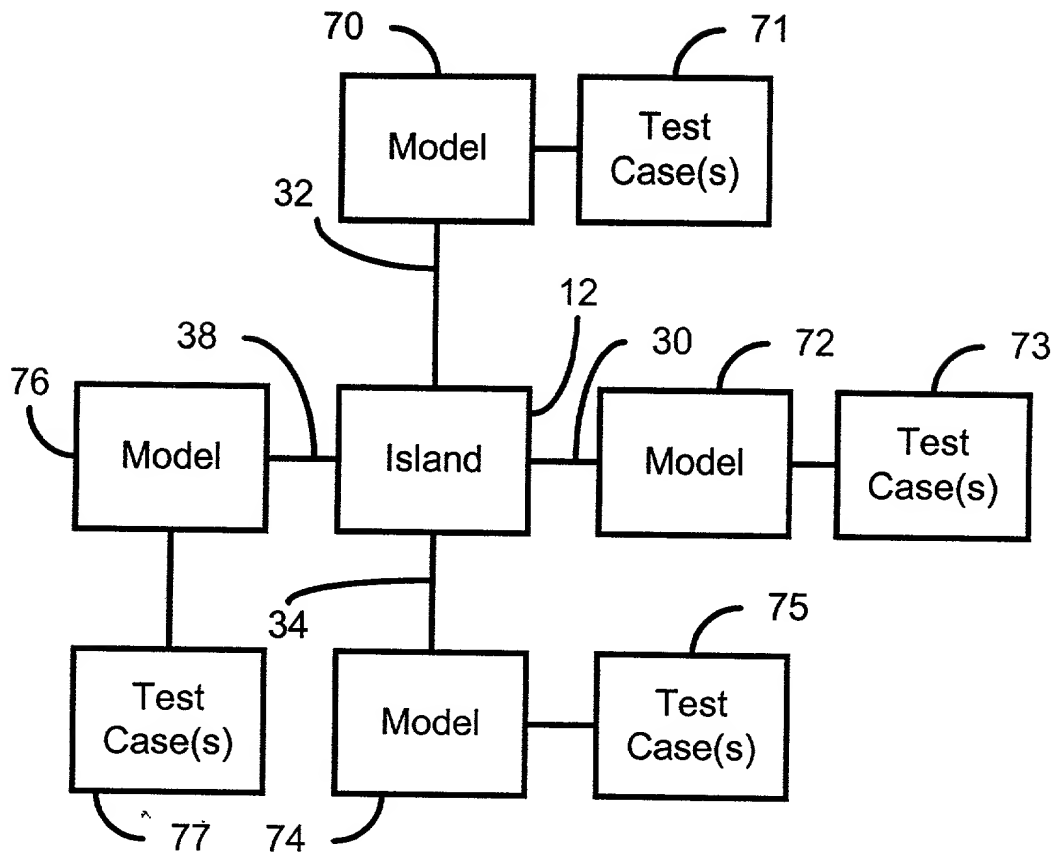 70
71
Model
Test
Case(s)
32
12
38
30
72
73
76
Model
Island
Model
Test
Case(s)
34
75
Test
Case(s)
Model
Test
Case(s)
77
74